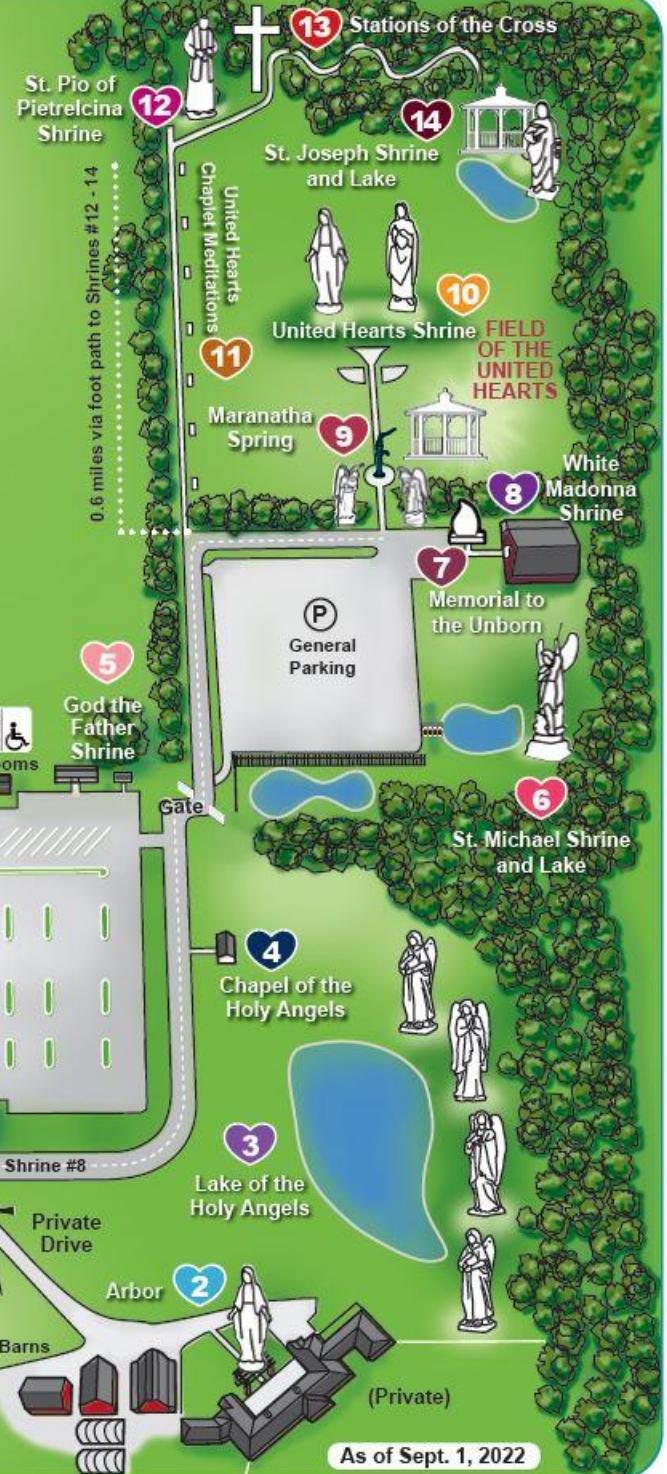 13 Stations of the Cross
St. Pio of
Pietrelcina
Shrine
12
14
St. Joseph Shrine
and Lake
0.6 miles via foot path to Shrines #12 - 14
United Hearts
Chaplet Meditations
11
10
United Hearts Shrine
FIELD
OF THE
UNITED
HEARTS
Maranatha
Spring
9
8
White
Madonna
Shrine
7
Memorial to
the Unborn
P
General
Parking
5
God the
Father
Shrine
ooms
Gate
6
St. Michael Shrine
and Lake
4
Chapel of the
Holy Angels
3
Lake of the
Holy Angels
Shrine #8
Private
Drive
Arbor 2
Barns
(Private)
As of Sept. 1, 2022